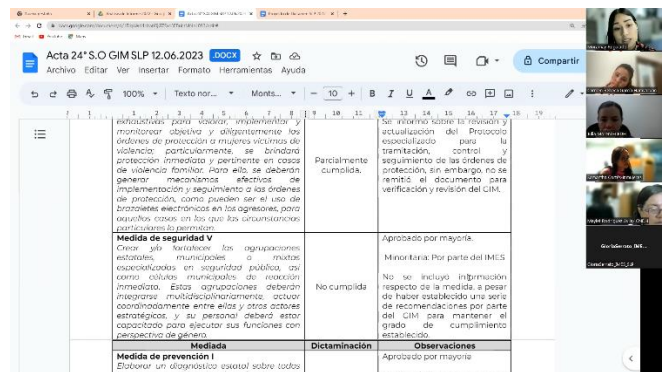 Acta 24° S.O GIM SLP 12.06.2023 .DOCX
Archivo Editar Ver Insertar Formato Herramientas Ayuda
Compartir
100% Texto nor... Monts... 10
exhaustivas para valorar, implementar y
monitorear objetiva y diligentemente las
órdenes de protección a mujeres víctimas de
violencia; particularmente, se brindará
protección inmediata y pertinente en casos
de violencia familiar. Para ello, se deberán
generar mecanismos efectivos de
implementación y seguimiento a las órdenes
de protección, como pueden ser el uso de
brazaletes electrónicos en los agresores, para
aquellos casos en los que las circunstancias
particulares lo permitan.
Parcialmente
cumplida.
Se informó sobre la revisión y
actualización del Protocolo
especializado para la
tramitación, control y
seguimiento de las órdenes de
protección, sin embargo, no se
remitió el documento para
verificación y revisión del GIM.
Medida de seguridad V
Crear y/o fortalecer las agrupaciones
estatales, municipales o mixtas
especializadas en seguridad pública, así
como células municipales de reacción
inmediata. Estas agrupaciones deberán
integrarse multidisciplinariamente, actuar
coordinadamente entre ellas y otros actores
estratégicos, y su personal deberá estar
capacitado para ejecutar sus funciones con
perspectiva de género.
No cumplida
Aprobado por mayoría.
Minoritaria: Por parte del IMES
No se incluyó información
respecto de la medida, a pesar
de haber establecido una serie
de recomendaciones por parte
del GIM para mantener el
grado de cumplimiento
establecido.
Mediada Dictaminación Observaciones
Medida de prevención I
Elaborar un diagnóstico estatal sobre todos
Aprobado por mayoría